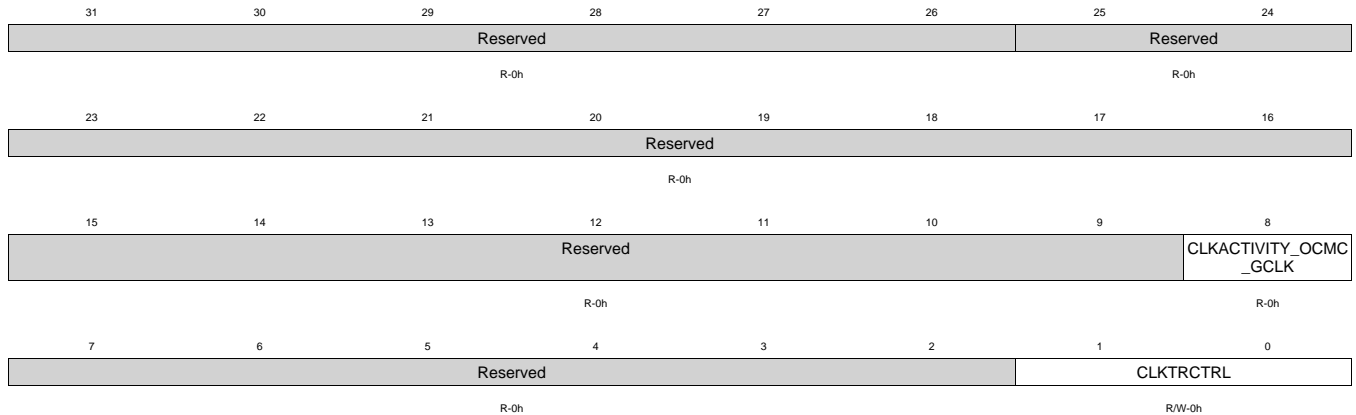 31 30 29 28 27 26 25 24
Reserved Reserved
R-0h R-0h
23 22 21 20 19 18 17 16
Reserved
R-0h
15 14 13 12 11 10 9 8
Reserved CLKACTIVITY_OCMC
_GCLK
R-0h R-0h
7 6 5 4 3 2 1 0
Reserved CLKTRCTRL
R-0h R/W-0h